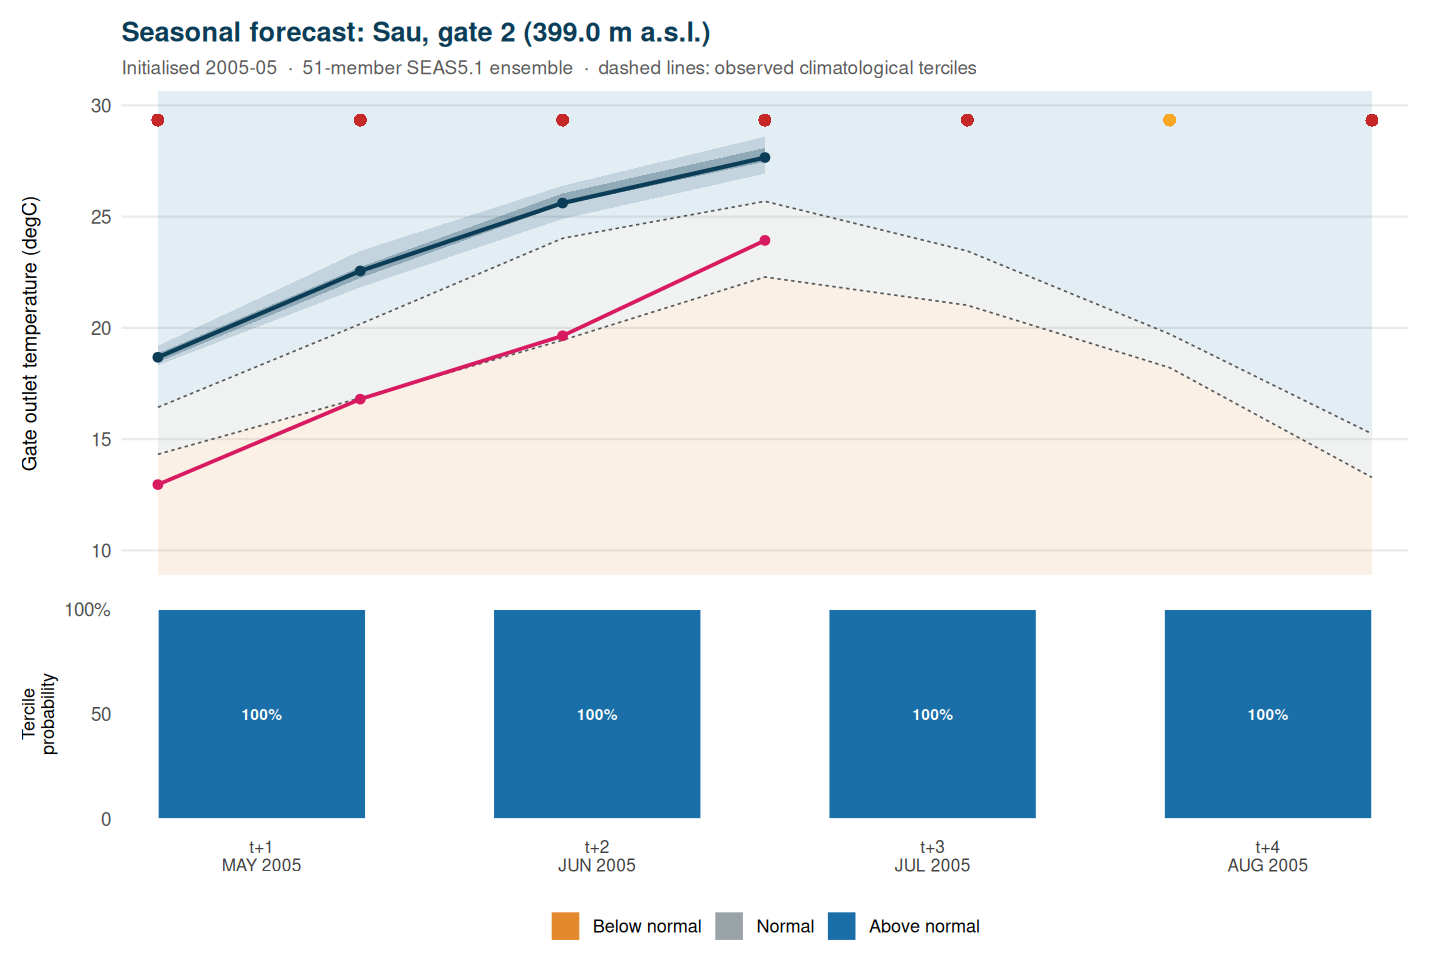 Seasonal forecast: Sau, gate 2 (399.0 m a.s.l.)
Initialised 2005-05 · 51-member SEAS5.1 ensemble · dashed lines: observed climatological terciles
Gate outlet temperature (degC)
30
25
20
15
10
Tercile
probability
100%
50
0
100%
100%
100%
100%
t+1
MAY 2005
t+2
JUN 2005
t+3
JUL 2005
t+4
AUG 2005
Below normal
Normal
Above normal